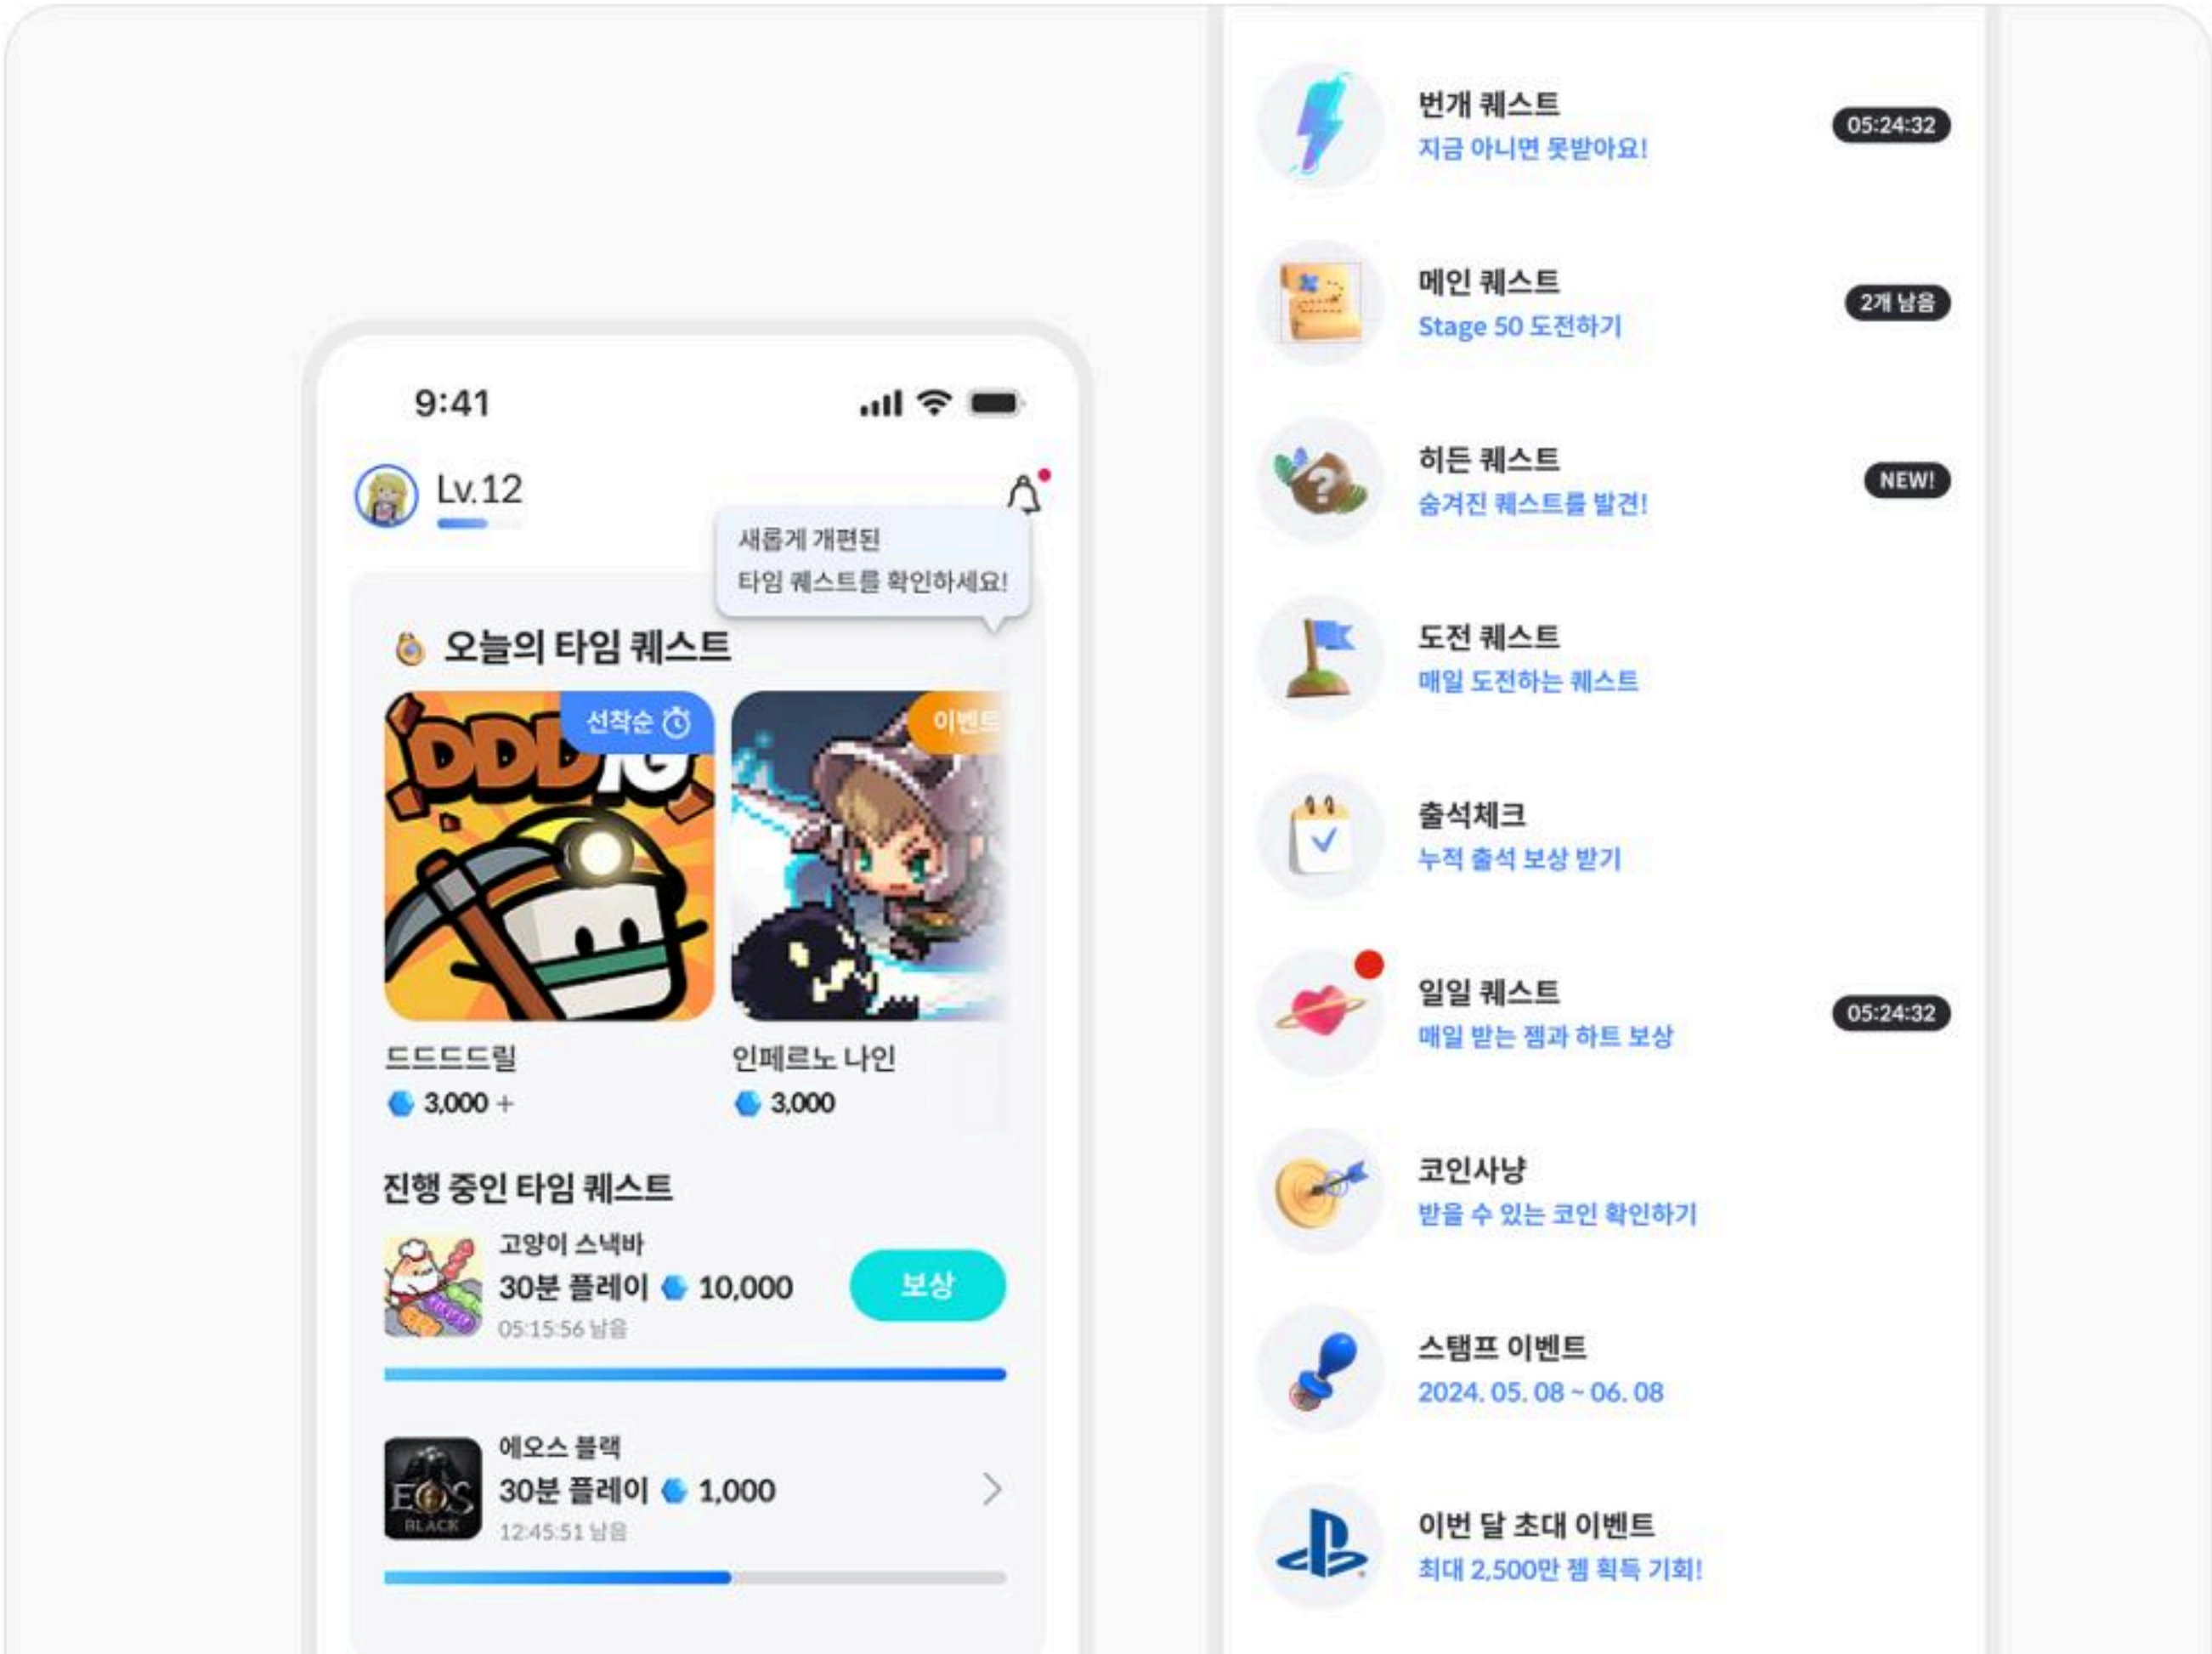 9:41
Lv.12
새롭게 개편된
타임 퀘스트를 확인하세요!
오늘의 타임 퀘스트
DDDIG
선착순
이벤트
드드드드릴
3,000 +
인페르노 나인
3,000
진행 중인 타임 퀘스트
고양이 스낵바
30분 플레이 10,000
05:15:56 남음
보상
EOS
BLACK
에오스 블랙
30분 플레이 1,000
12:45:51 남음
번개 퀘스트
지금 아니면 못받아요!
05:24:32
메인 퀘스트
Stage 50 도전하기
2개 남음
히든 퀘스트
숨겨진 퀘스트를 발견!
NEW!
도전 퀘스트
매일 도전하는 퀘스트
출석체크
누적 출석 보상 받기
일일 퀘스트
매일 받는 젬과 하트 보상
05:24:32
코인사냥
받을 수 있는 코인 확인하기
스탬프 이벤트
2024. 05. 08 ~ 06. 08
이번 달 초대 이벤트
최대 2,500만 젬 획득 기회!